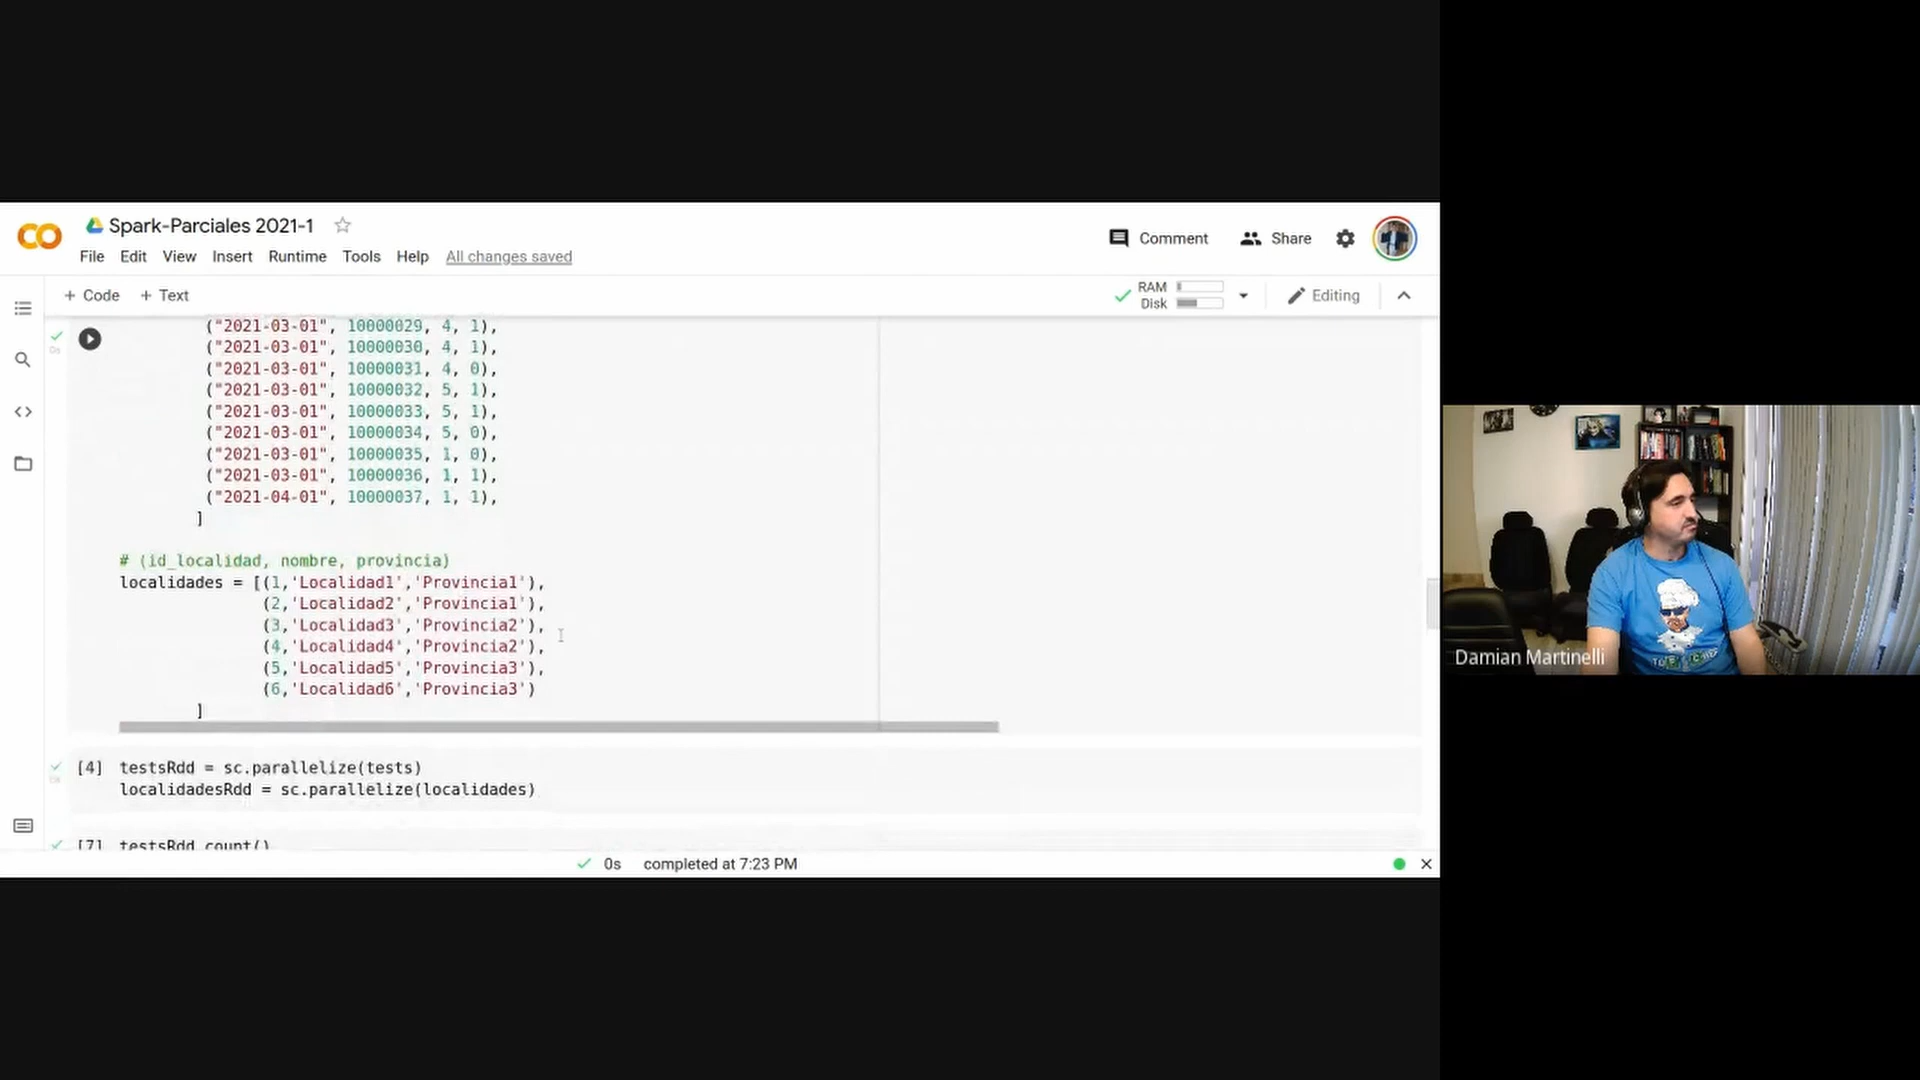 Spark-Parciales 2021-1
File Edit View Insert Runtime Tools Help All changes saved
Comment Share
+ Code + Text
RAM
Disk
Editing
("2021-03-01", 10000029, 4, 1),
("2021-03-01", 10000030, 4, 1),
("2021-03-01", 10000031, 4, 0),
("2021-03-01", 10000032, 5, 1),
("2021-03-01", 10000033, 5, 1),
("2021-03-01", 10000034, 5, 0),
("2021-03-01", 10000035, 1, 0),
("2021-03-01", 10000036, 1, 1),
("2021-04-01", 10000037, 1, 1),
]
# (id_localidad, nombre, provincia)
localidades = [(1,'Localidad1','Provincia1'),
(2,'Localidad2','Provincia1'),
(3,'Localidad3','Provincia2'),
(4,'Localidad4','Provincia2'),
(5,'Localidad5','Provincia3'),
(6,'Localidad6','Provincia3')
]
[4] testsRdd = sc.parallelize(tests)
localidadesRdd = sc.parallelize(localidades)
[7] testsRdd.count()
0s completed at 7:23 PM
Damian Martinelli